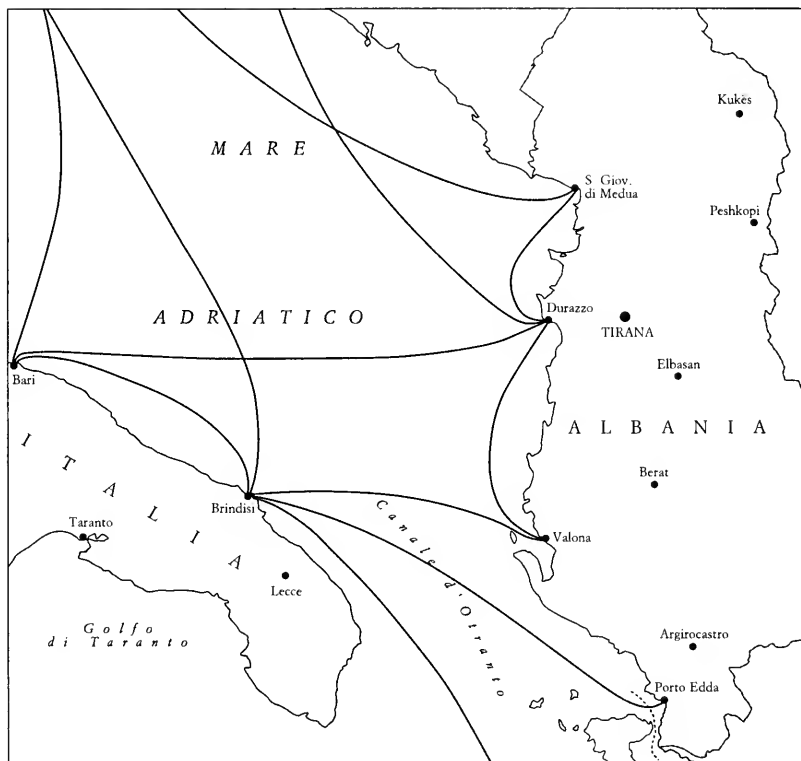 Kukës
MARE
S Giov.
di Medua
Peshkopi
Durazzo
ADRIATICO
TIRANA
Bari
Elbasan
ALBANIA
ITALIA
Berat
Brindisi
Canale d'Otranto
Taranto
Valona
Lecce
Golfo
di Taranto
Argirocastro
Porto Edda